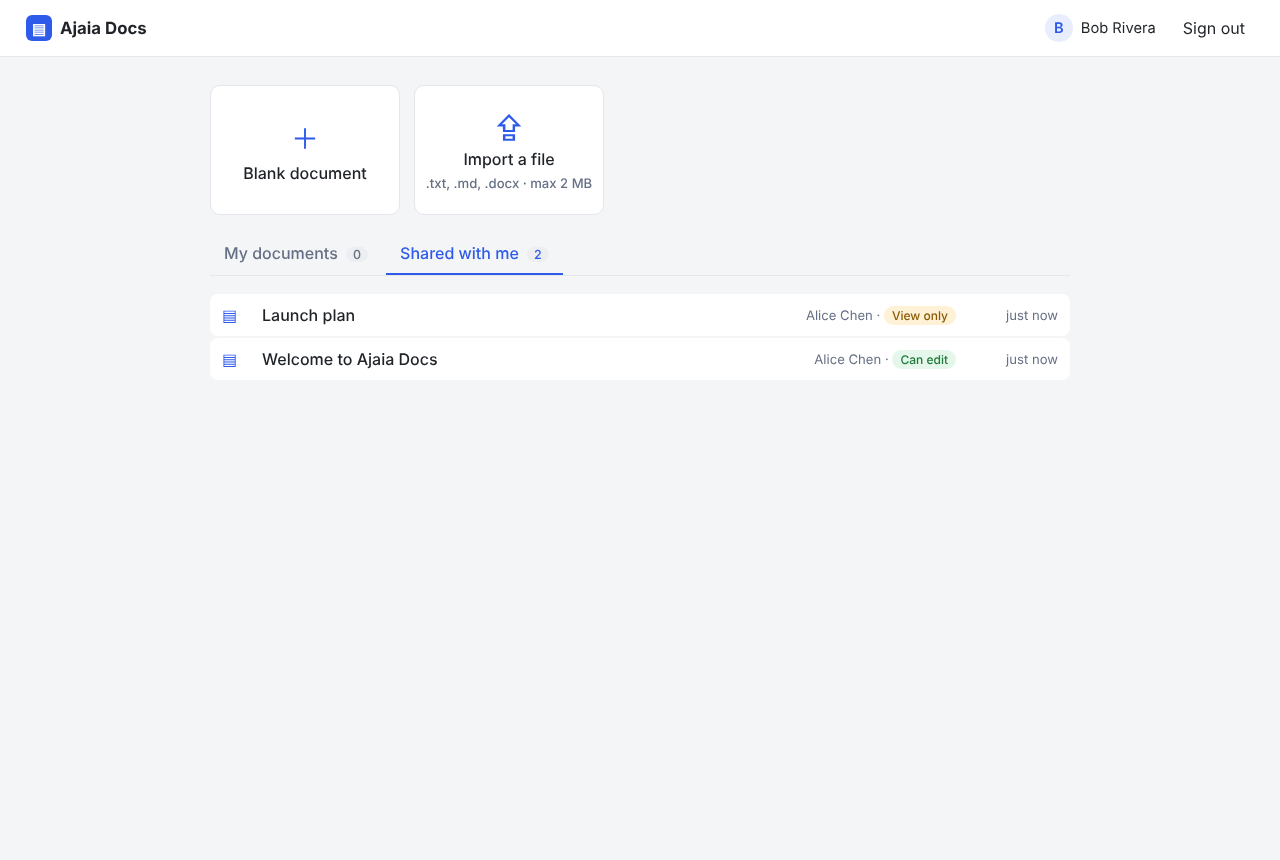 Ajaia Docs
B Bob Rivera Sign out
Blank document
Import a file
.txt, .md, .docx · max 2 MB
My documents 0 Shared with me 2
Launch plan Alice Chen · View only just now
Welcome to Ajaia Docs Alice Chen · Can edit just now